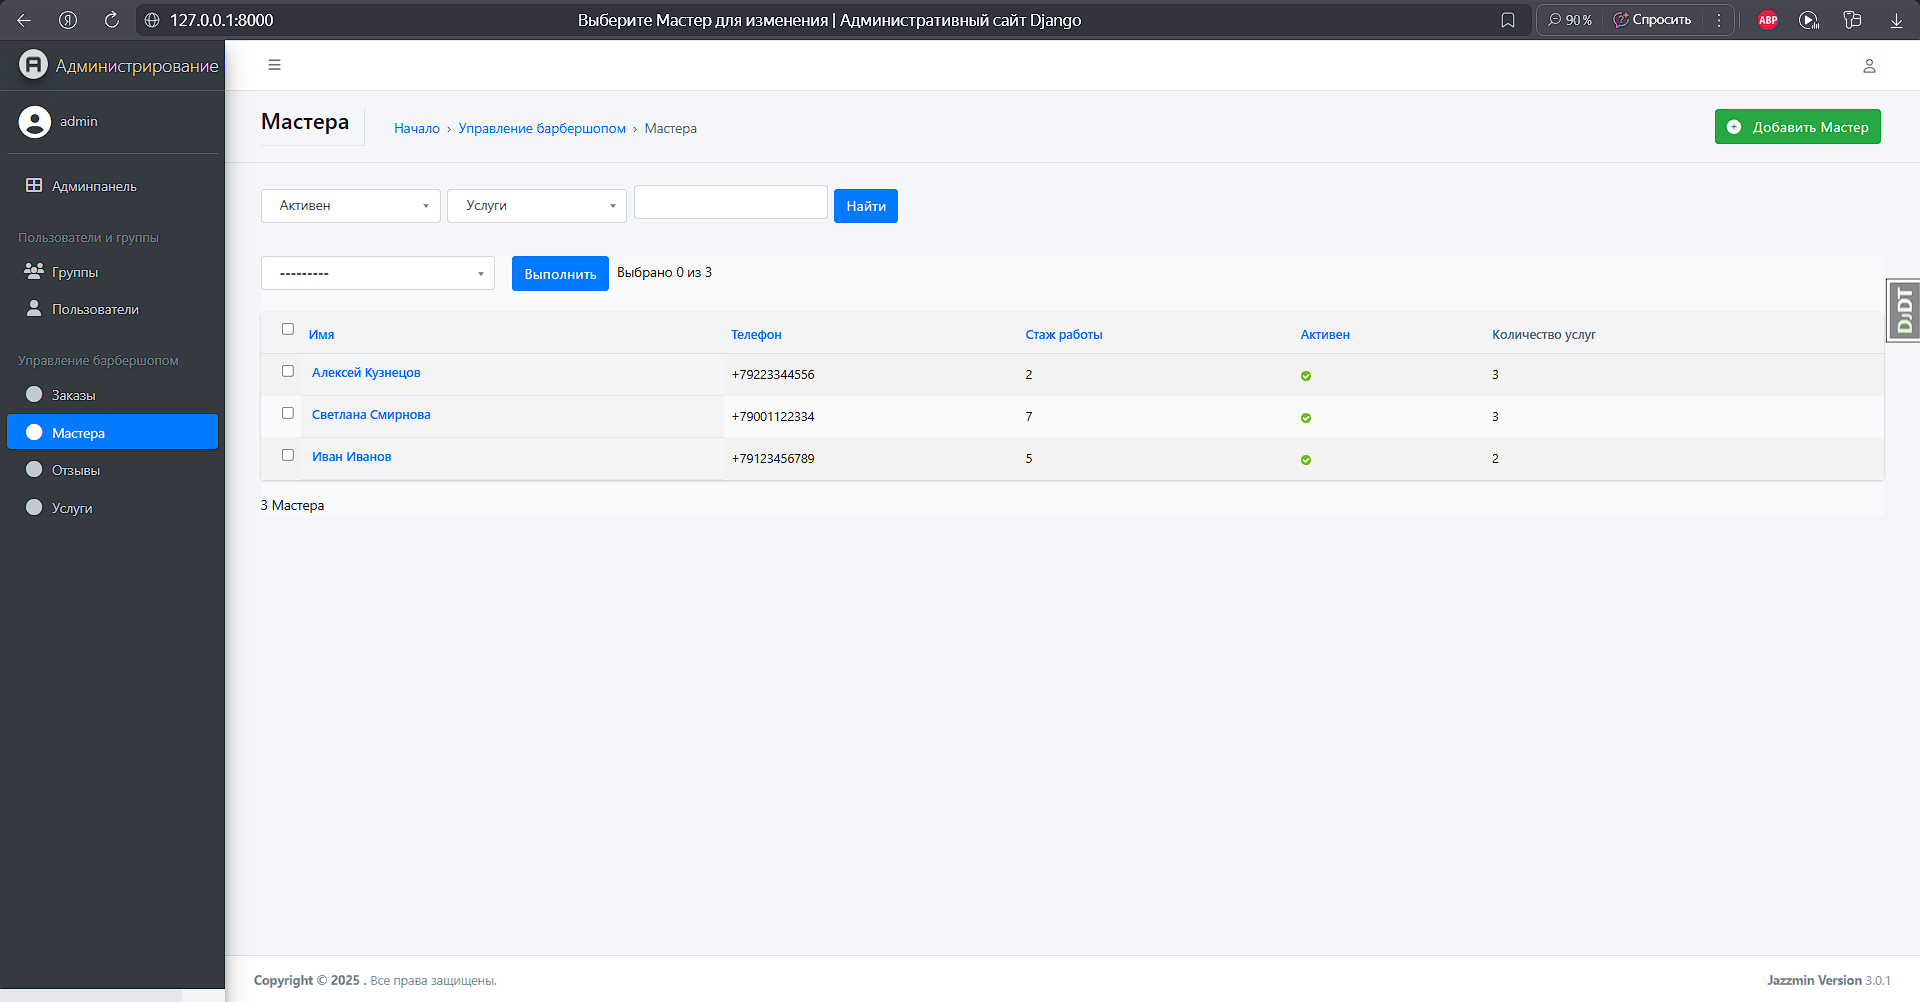 127.0.0.1:8000
Выберите Мастер для изменения | Административный сайт Django
90 %
Спросить
ABP
Администрирование
admin
Админпанель
Пользователи и группы
Группы
Пользователи
Управление барбершопом
Заказы
Мастера
Отзывы
Услуги
Мастера
Начало › Управление барбершопом › Мастера
Добавить Мастер
Активен
Услуги
Найти
---------
Выполнить
Выбрано 0 из 3
Имя Телефон Стаж работы Активен Количество услуг
Алексей Кузнецов +79223344556 2 3
Светлана Смирнова +79001122334 7 3
Иван Иванов +79123456789 5 2
3 Мастера
DJDT
Copyright © 2025 . Все права защищены.
Jazzmin Version 3.0.1